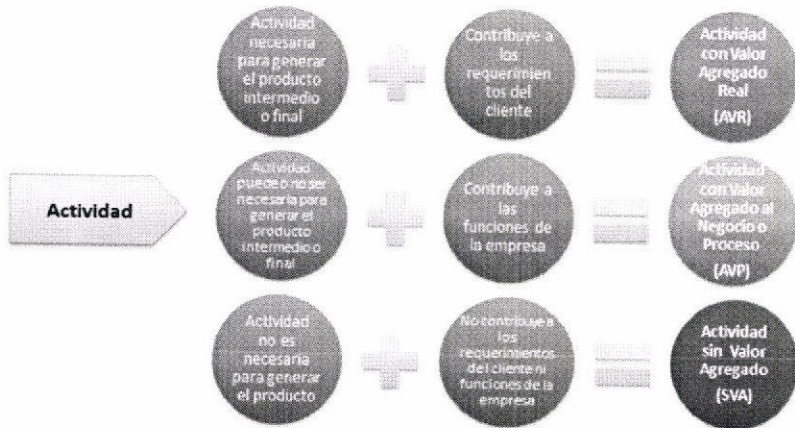 Actividad
necesaria
para generar
el producto
intermedio
o final
Contribuye a
los
requerimien
tos del
cliente
Actividad
con Valor
Agregado
Real
(AVR)
Actividad
Actividad
puede o no ser
necesaria para
generar el
producto
intermedio o
final
Contribuye a
las
funciones de
la empresa
Actividad
con Valor
Agregado al
Negocio o
Proceso
(AVP)
Actividad
no es
necesaria
para generar
el producto
No contribuye a
los
requerimientos
del cliente ni
funciones de la
empresa
Actividad
sin Valor
Agregado
(SVA)